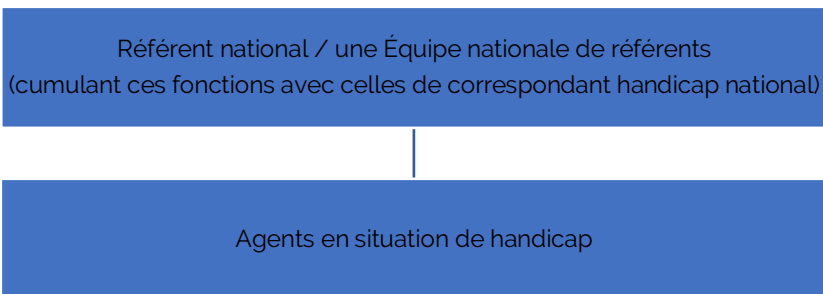 Référent national / une Équipe nationale de référents
(cumulant ces fonctions avec celles de correspondant handicap national)
Agents en situation de handicap